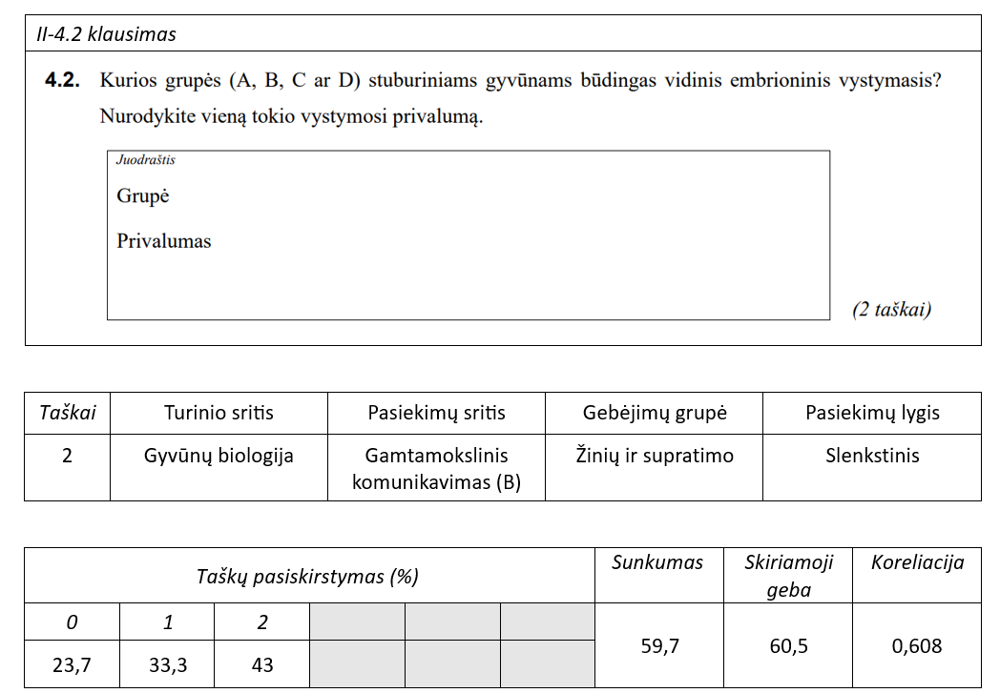 II-4.2 klausimas
4.2. Kurios grupės (A, B, C ar D) stuburiniams gyvūnams būdingas vidinis embrioninis vystymasis?
Nurodykite vieną tokio vystymosi privalumą.
Juodraštis
Grupė
Privalumas
(2 taškai)
Taškai Turinio sritis Pasiekimų sritis Gebėjimų grupė Pasiekimų lygis
2 Gyvūnų biologija Gamtamokslinis komunikavimas (B) Žinių ir supratimo Slenkstinis
Taškų pasiskirstymas (%) Sunkumas Skiriamoji geba Koreliacija
0 1 2
23,7 33,3 43 59,7 60,5 0,608